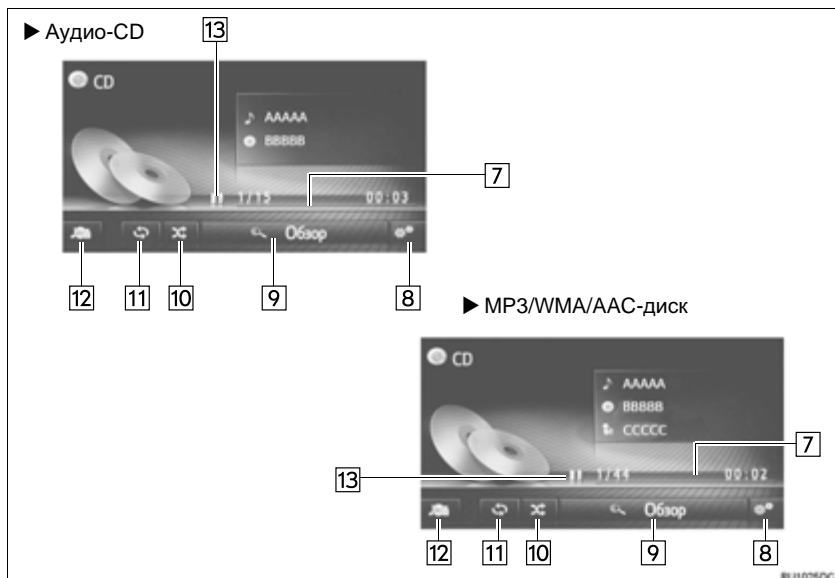 ▶ Аудио-CD
13
CD
AAAAA
BBBBB
7
1/15 00:03
Обзор
12 11 10 9 8
▶ MP3/WMA/AAC-диск
CD
AAAAA
BBBBB
CCCCC
7
13
1/44 00:02
Обзор
12 11 10 9 8